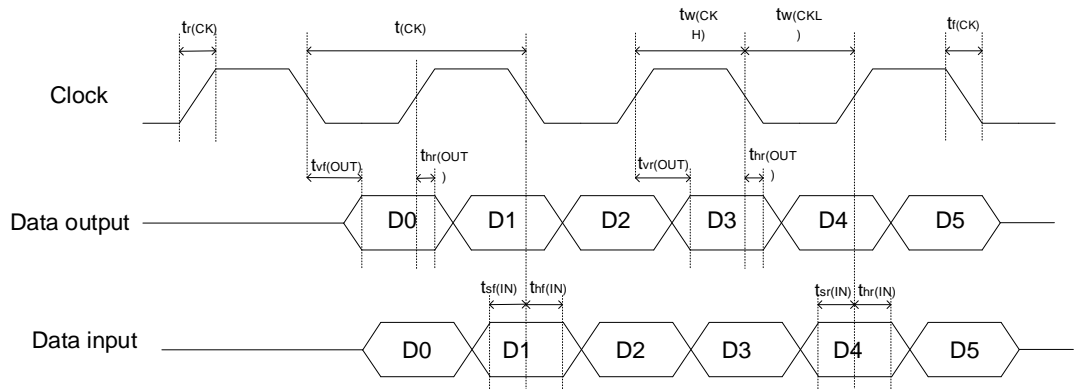 tr(CK)
t(CK)
tw(CK
H)
tw(CKL
)
tf(CK)
Clock
tvf(OUT)
thr(OUT
)
tvr(OUT)
thr(OUT
)
Data output
D0
D1
D2
D3
D4
D5
tsf(IN)
thf(IN)
tsr(IN)
thr(IN)
Data input
D0
D1
D2
D3
D4
D5